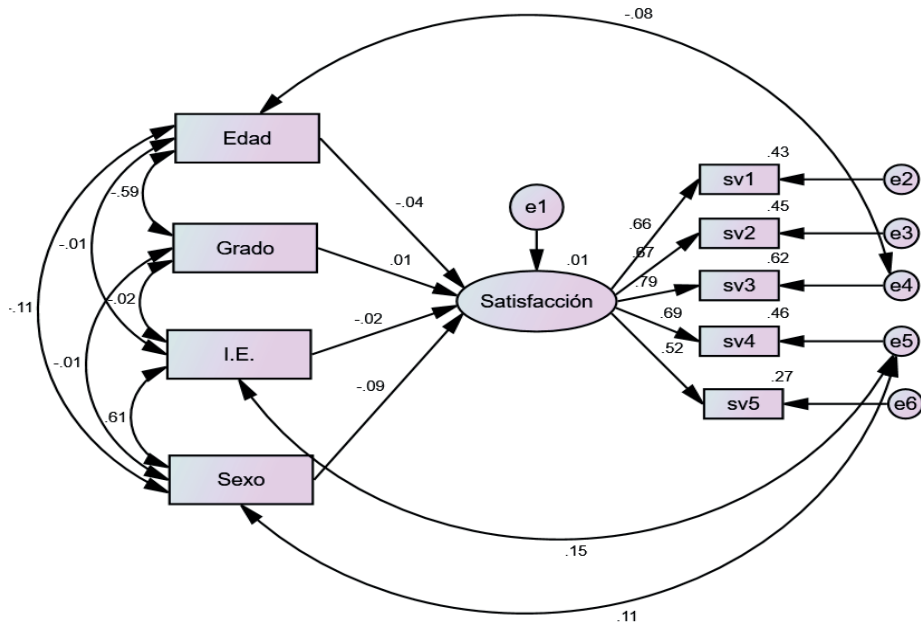 -.08
Edad
.43
sv1
e2
-.59
-.04
e1
.66
.45
sv2
e3
-.01
Grado
.01
.01
.67
.62
.79
sv3
e4
Satisfacción
-.11
-.02
-.02
.69
.46
sv4
e5
-.01
I.E.
.52
-.09
.27
sv5
e6
.61
Sexo
.15
.11